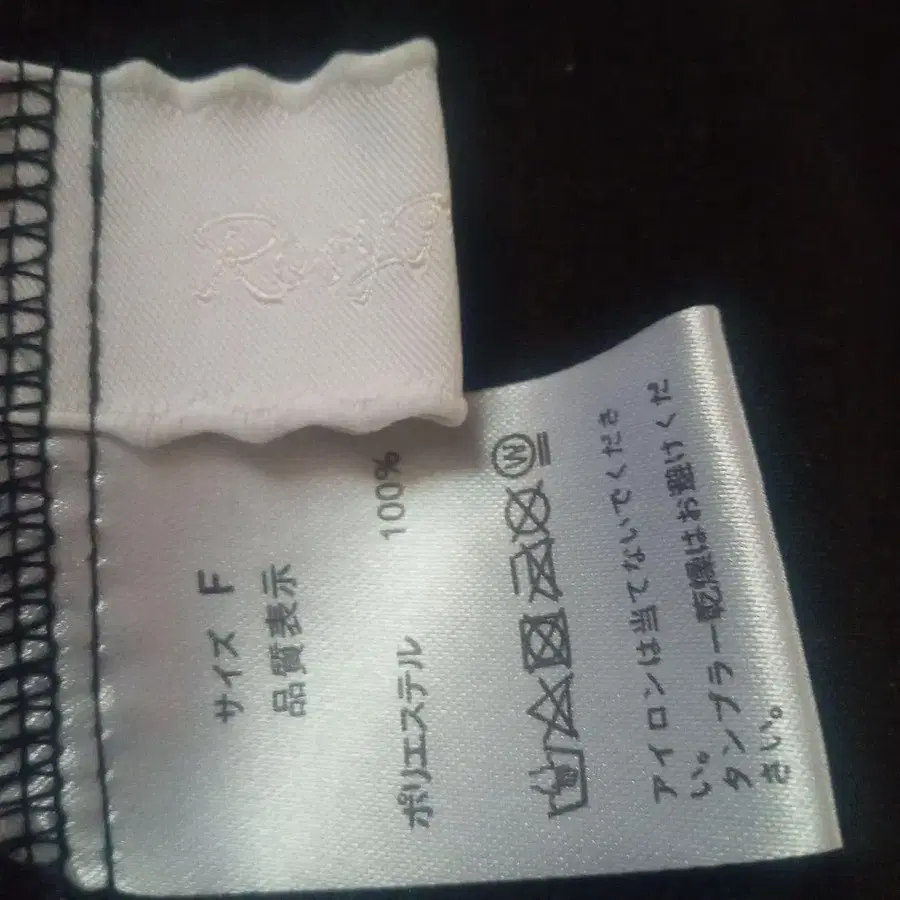 サイズ F
品質表示
ポリエステル 100%
W
アイロンは当てないでくださ
い。
タンブラー乾燥はお避けくだ
さい。